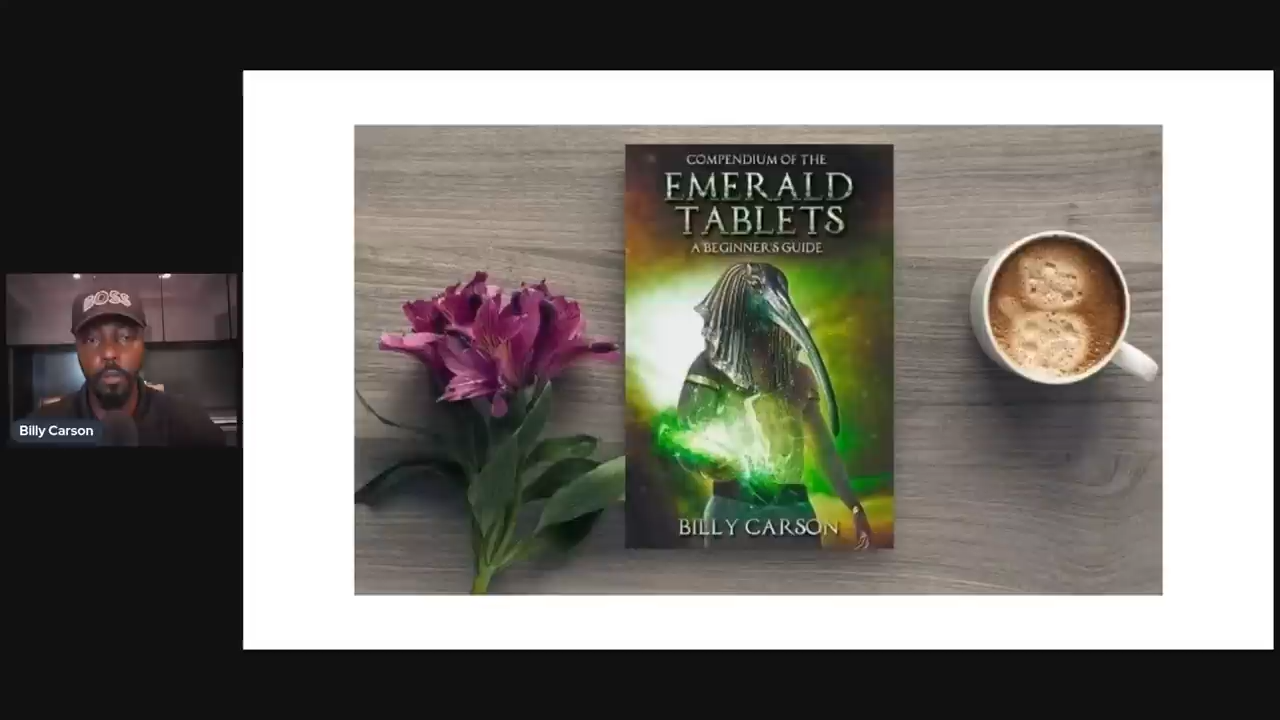 BOSS
Billy Carson
COMPENDIUM OF THE
EMERALD
TABLETS
A BEGINNER'S GUIDE
BILLY CARSON